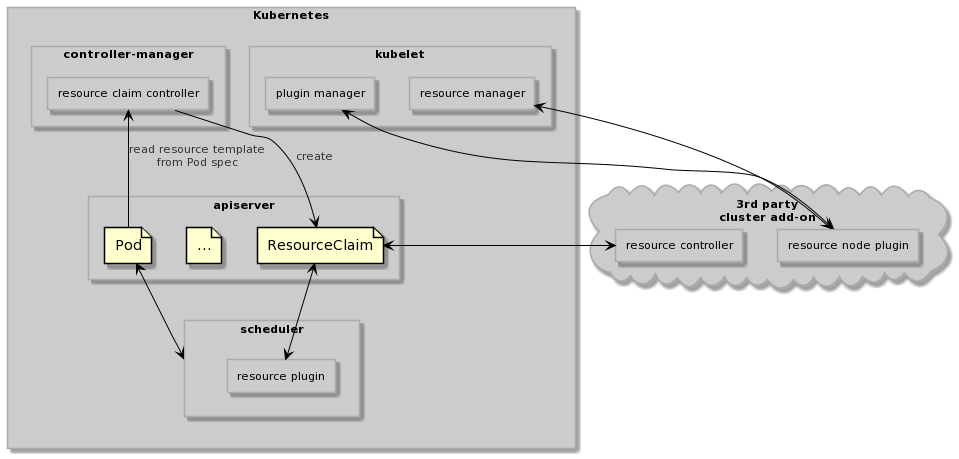 Kubernetes
controller-manager
resource claim controller
kubelet
plugin manager
resource manager
read resource template
from Pod spec
create
apiserver
Pod
...
ResourceClaim
3rd party
cluster add-on
resource controller
resource node plugin
scheduler
resource plugin